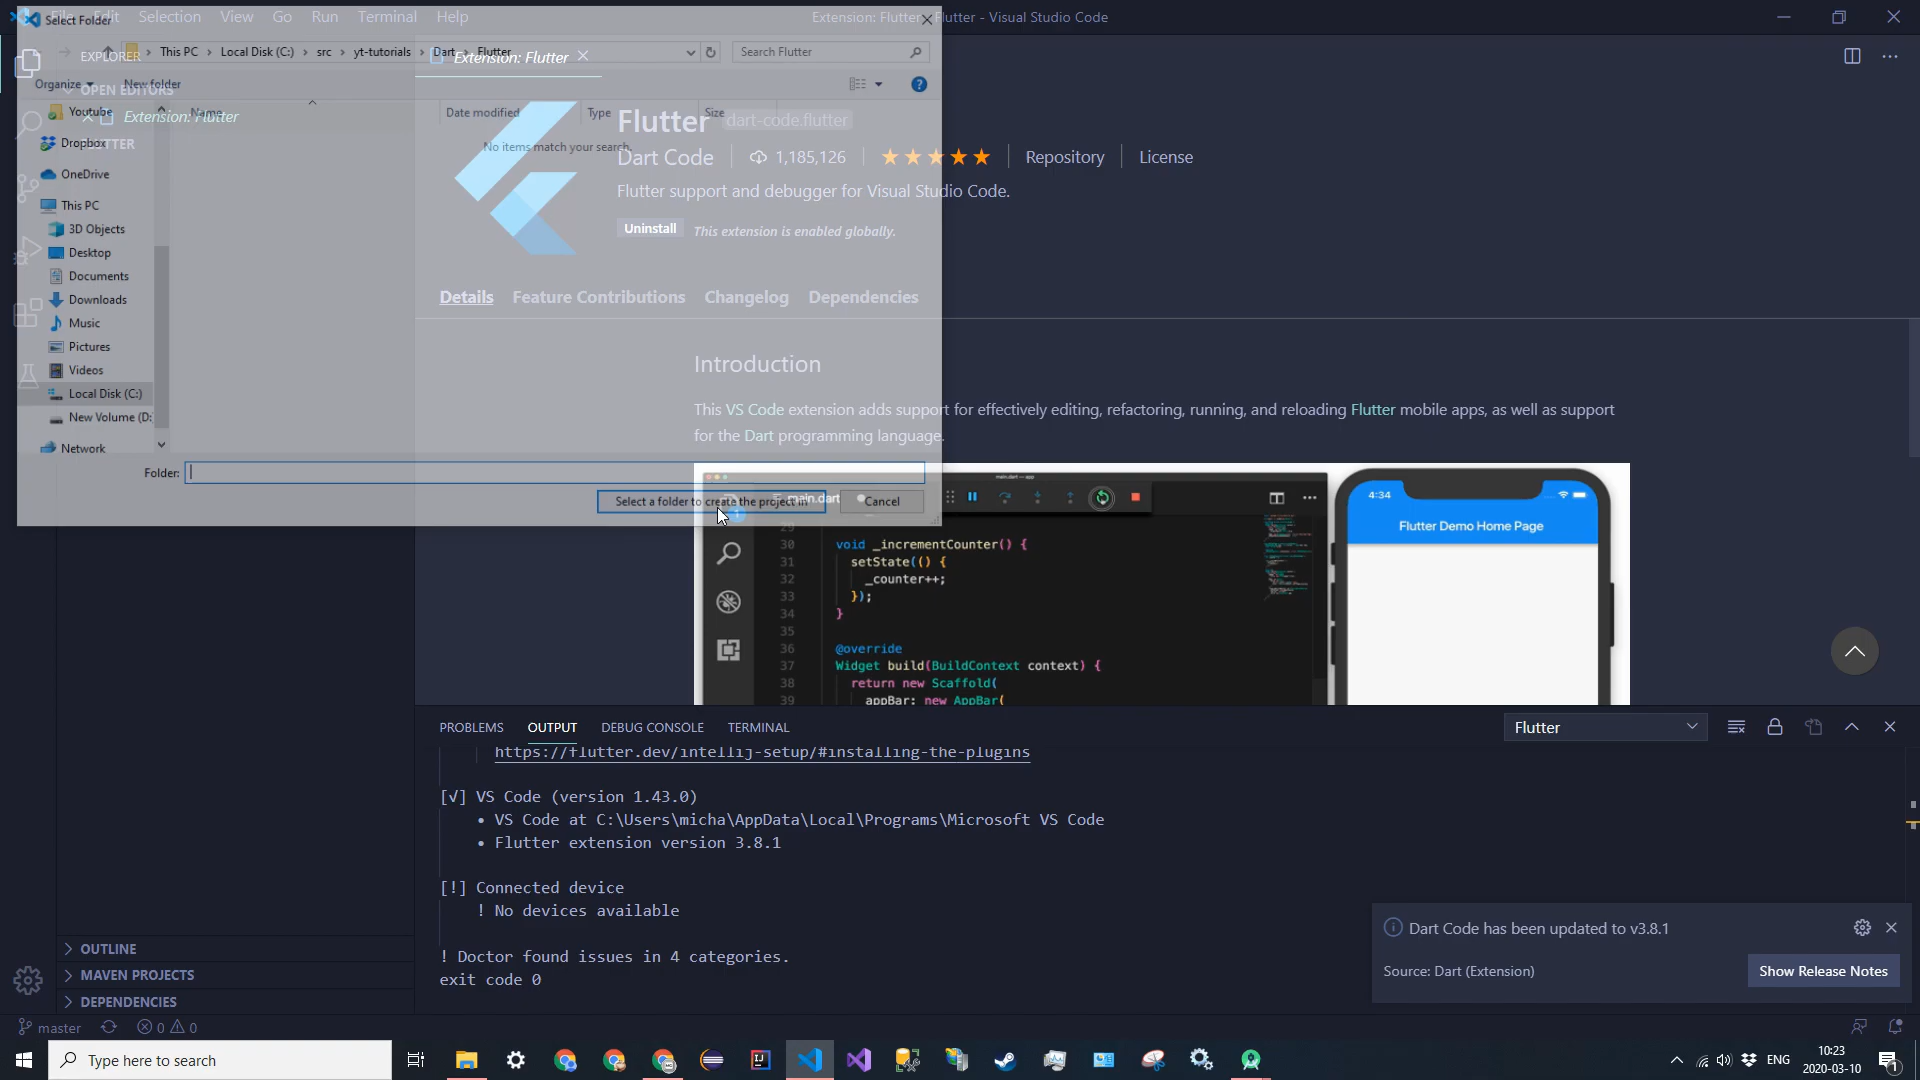 Select Folder
File Edit Selection View Go Run Terminal Help
Extension: Flutter - Flutter - Visual Studio Code
This PC Local Disk (C:) src yt-tutorials Dart Flutter
Search Flutter
EXPLORER
Extension: Flutter
Organize New folder
OPEN EDITORS
Youtube
Name Date modified Type Size
Extension: Flutter
No items match your search.
Dropbox
OneDrive
This PC
3D Objects
Desktop
Documents
Downloads
Music
Pictures
Videos
Local Disk (C:)
New Volume (D:
Network
Folder:
Select a folder to create the project in
Cancel
Flutter dart-code.flutter
Dart Code 1,185,126 Repository License
Flutter support and debugger for Visual Studio Code.
Uninstall This extension is enabled globally.
Details Feature Contributions Changelog Dependencies
Introduction
This VS Code extension adds support for effectively editing, refactoring, running, and reloading Flutter mobile apps, as well as support
for the Dart programming language.
main.dart — app
main.dart
4:34
Flutter Demo Home Page
29
30 void _incrementCounter() {
31 setState(() {
32 _counter++;
33 });
34 }
35
36 @override
37 Widget build(BuildContext context) {
38 return new Scaffold(
39 appBar: new AppBar(
PROBLEMS OUTPUT DEBUG CONSOLE TERMINAL
Flutter
https://flutter.dev/intellij-setup/#installing-the-plugins
[√] VS Code (version 1.43.0)
• VS Code at C:\Users\micha\AppData\Local\Programs\Microsoft VS Code
• Flutter extension version 3.8.1
[!] Connected device
! No devices available
! Doctor found issues in 4 categories.
exit code 0
OUTLINE
MAVEN PROJECTS
DEPENDENCIES
Dart Code has been updated to v3.8.1
Source: Dart (Extension)
Show Release Notes
master 0 0
Type here to search
ENG
10:23
2020-03-10
1